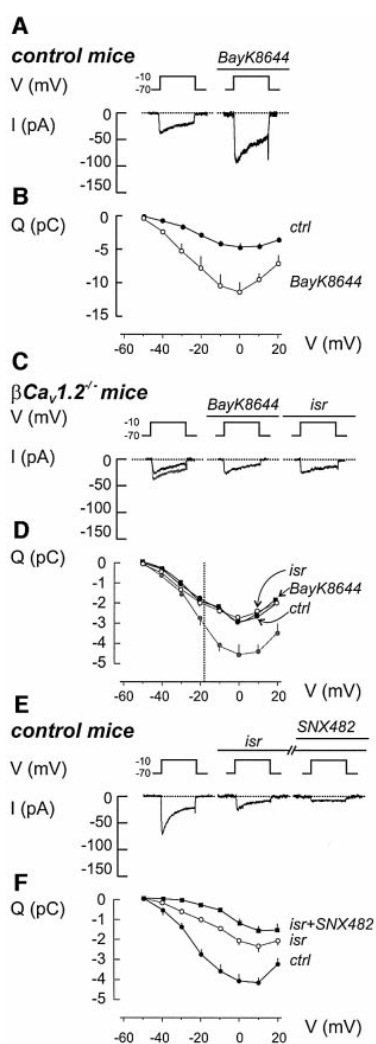 A
control mice
BayK8644
V (mV)
-10
-70
I (pA)
0
-50
-100
-150
B
Q (pC)
0
-5
-10
-15
ctrl
BayK8644
-60 -40 -20 0 20
V (mV)
C
βCav1.2-/- mice
BayK8644 isr
V (mV)
-10
-70
I (pA)
0
-50
-100
-150
D
Q (pC)
0
-1
-2
-3
-4
-5
isr
BayK8644
ctrl
-60 -40 -20 0 20
V (mV)
E
control mice
SNX482
isr
V (mV)
-10
-70
I (pA)
0
-50
-100
-150
F
Q (pC)
0
-1
-2
-3
-4
-5
isr+SNX482
isr
ctrl
-60 -40 -20 0 20
V (mV)